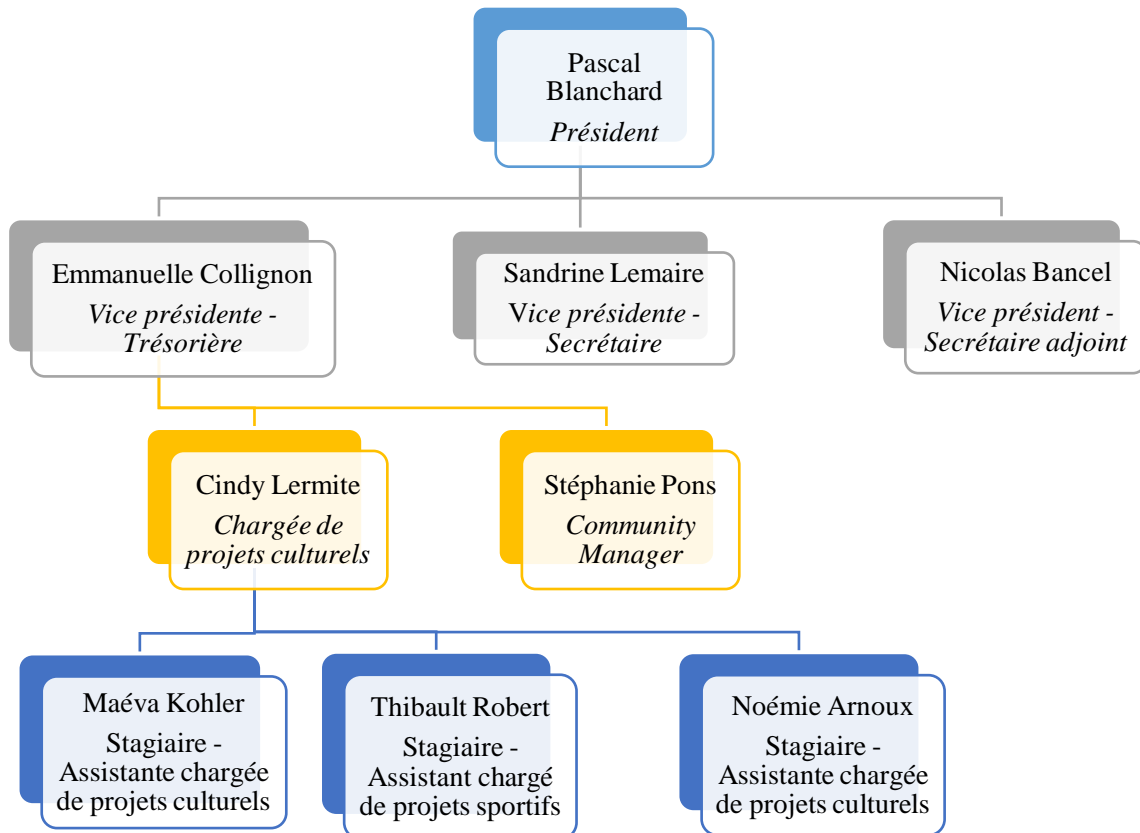 Pascal
Blanchard
Président
Emmanuelle Collignon
Vice présidente -
Trésorière
Sandrine Lemaire
Vice présidente -
Secrétaire
Nicolas Bancel
Vice président -
Secrétaire adjoint
Cindy Lermite
Chargée de
projets culturels
Stéphanie Pons
Community
Manager
Maéva Kohler
Stagiaire -
Assistante chargée
de projets culturels
Thibault Robert
Stagiaire -
Assistant chargé
de projets sportifs
Noémie Arnoux
Stagiaire -
Assistante chargée
de projets culturels